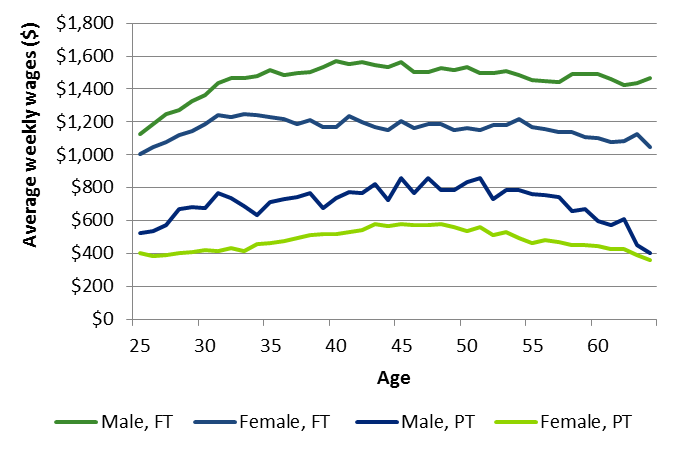 Average weekly wages ($)
$1,800
$1,600
$1,400
$1,200
$1,000
$800
$600
$400
$200
$0
25 30 35 40 45 50 55 60
Age
Male, FT Female, FT Male, PT Female, PT